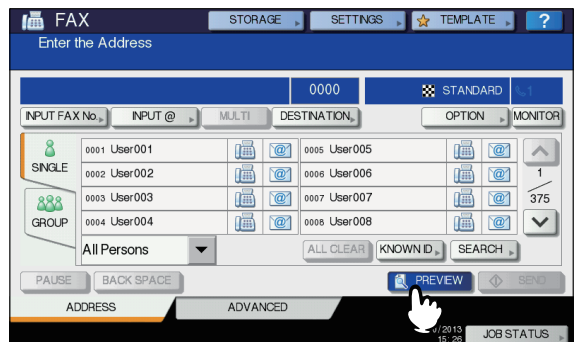 FAX STORAGE SETTINGS TEMPLATE ?
Enter the Address
0000 STANDARD 1
INPUT FAX No. INPUT @ MULTI DESTINATION OPTION MONITOR
SINGLE
GROUP
0001 User001 @ 0005 User005 @
0002 User002 @ 0006 User006 @
0003 User003 @ 0007 User007 @
0004 User004 @ 0008 User008 @
1
375
All Persons ALL CLEAR KNOWN ID SEARCH
PAUSE BACK SPACE PREVIEW SEND
ADDRESS ADVANCED
/2013
15:26 JOB STATUS